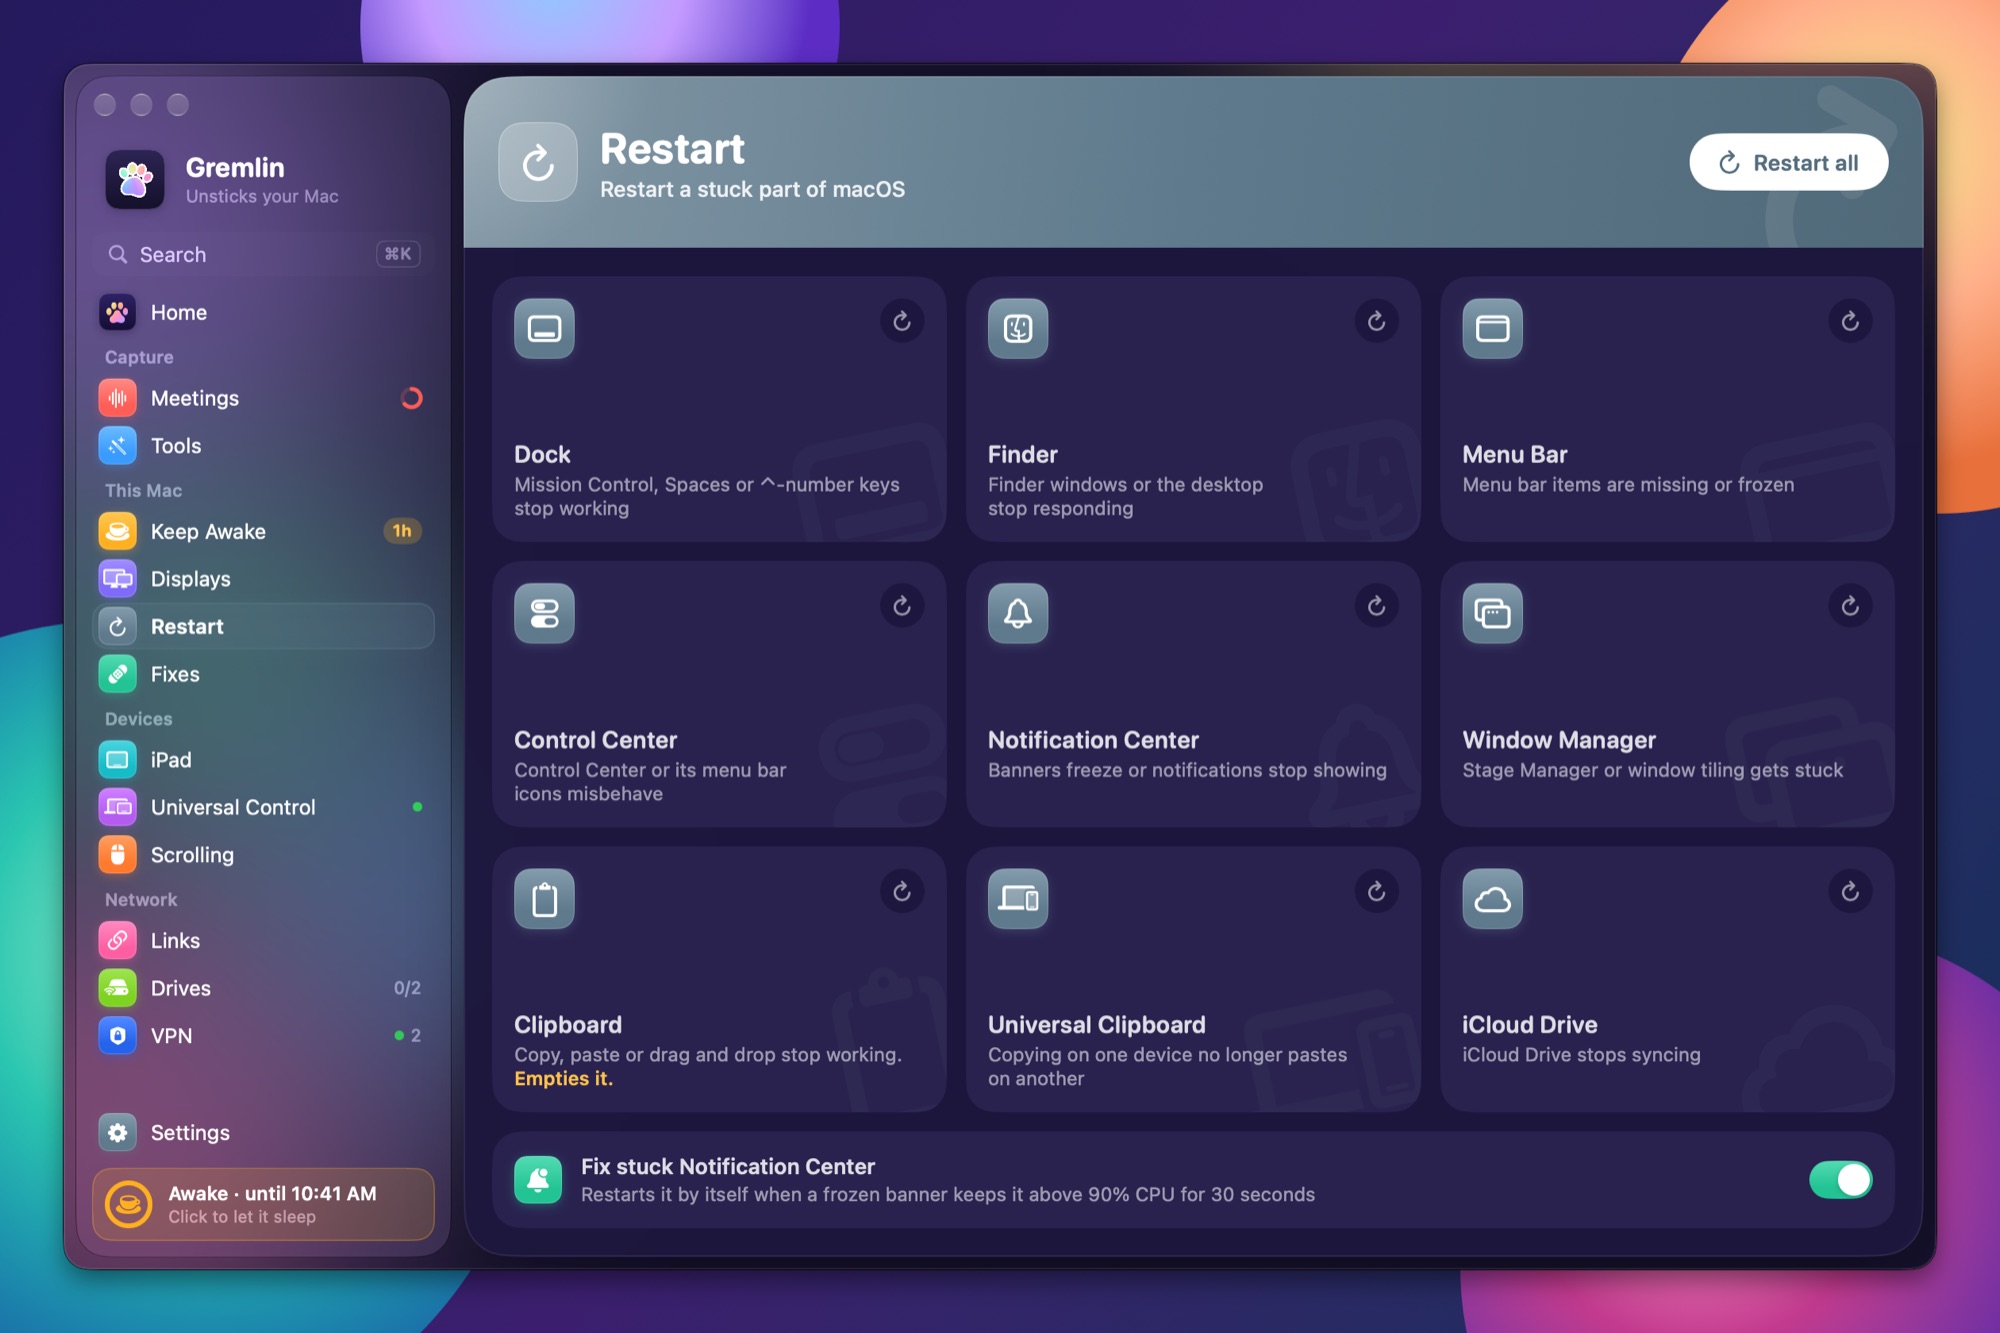 Gremlin
Unsticks your Mac
Search
⌘K
Home
Capture
Meetings
Tools
This Mac
Keep Awake
1h
Displays
Restart
Fixes
Devices
iPad
Universal Control
Scrolling
Network
Links
Drives
0/2
VPN
2
Settings
Awake · until 10:41 AM
Click to let it sleep
Restart
Restart a stuck part of macOS
Restart all
Dock
Mission Control, Spaces or ^-number keys
stop working
Finder
Finder windows or the desktop
stop responding
Menu Bar
Menu bar items are missing or frozen
Control Center
Control Center or its menu bar
icons misbehave
Notification Center
Banners freeze or notifications stop showing
Window Manager
Stage Manager or window tiling gets stuck
Clipboard
Copy, paste or drag and drop stop working.
Empties it.
Universal Clipboard
Copying on one device no longer pastes
on another
iCloud Drive
iCloud Drive stops syncing
Fix stuck Notification Center
Restarts it by itself when a frozen banner keeps it above 90% CPU for 30 seconds